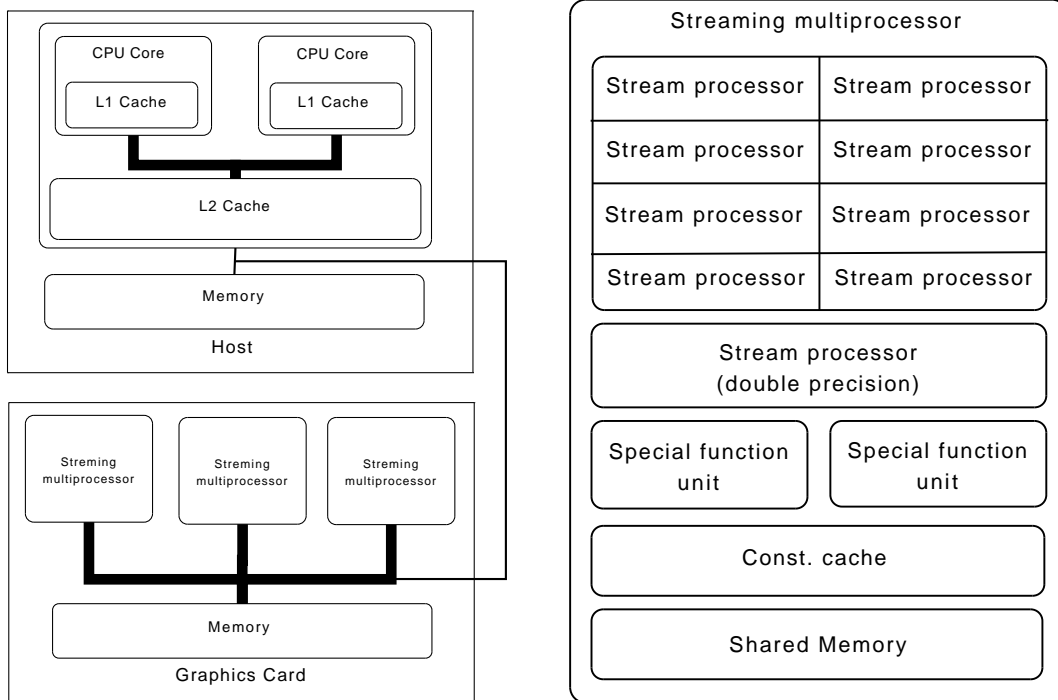 CPU Core
CPU Core
L1 Cache
L1 Cache
L2 Cache
Memory
Host
Streming
multiprocessor
Streming
multiprocessor
Streming
multiprocessor
Memory
Graphics Card
Streaming multiprocessor
Stream processor
Stream processor
Stream processor
Stream processor
Stream processor
Stream processor
Stream processor
Stream processor
Stream processor
(double precision)
Special function
unit
Special function
unit
Const. cache
Shared Memory